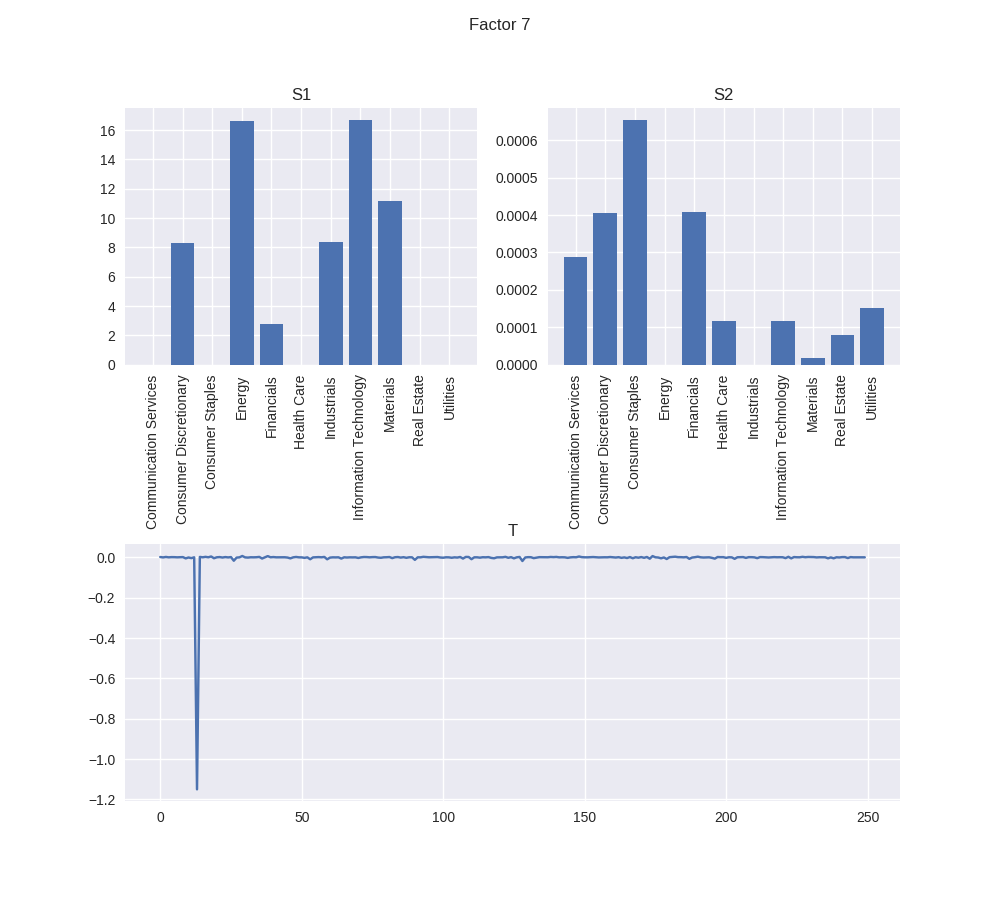 Factor 7
S1
16
14
12
10
8
6
4
2
0
Communication Services
Consumer Discretionary
Consumer Staples
Energy
Financials
Health Care
Industrials
Information Technology
Materials
Real Estate
Utilities
S2
0.0006
0.0005
0.0004
0.0003
0.0002
0.0001
0.0000
Communication Services
Consumer Discretionary
Consumer Staples
Energy
Financials
Health Care
Industrials
Information Technology
Materials
Real Estate
Utilities
T
0.0
−0.2
−0.4
−0.6
−0.8
−1.0
−1.2
0 50 100 150 200 250